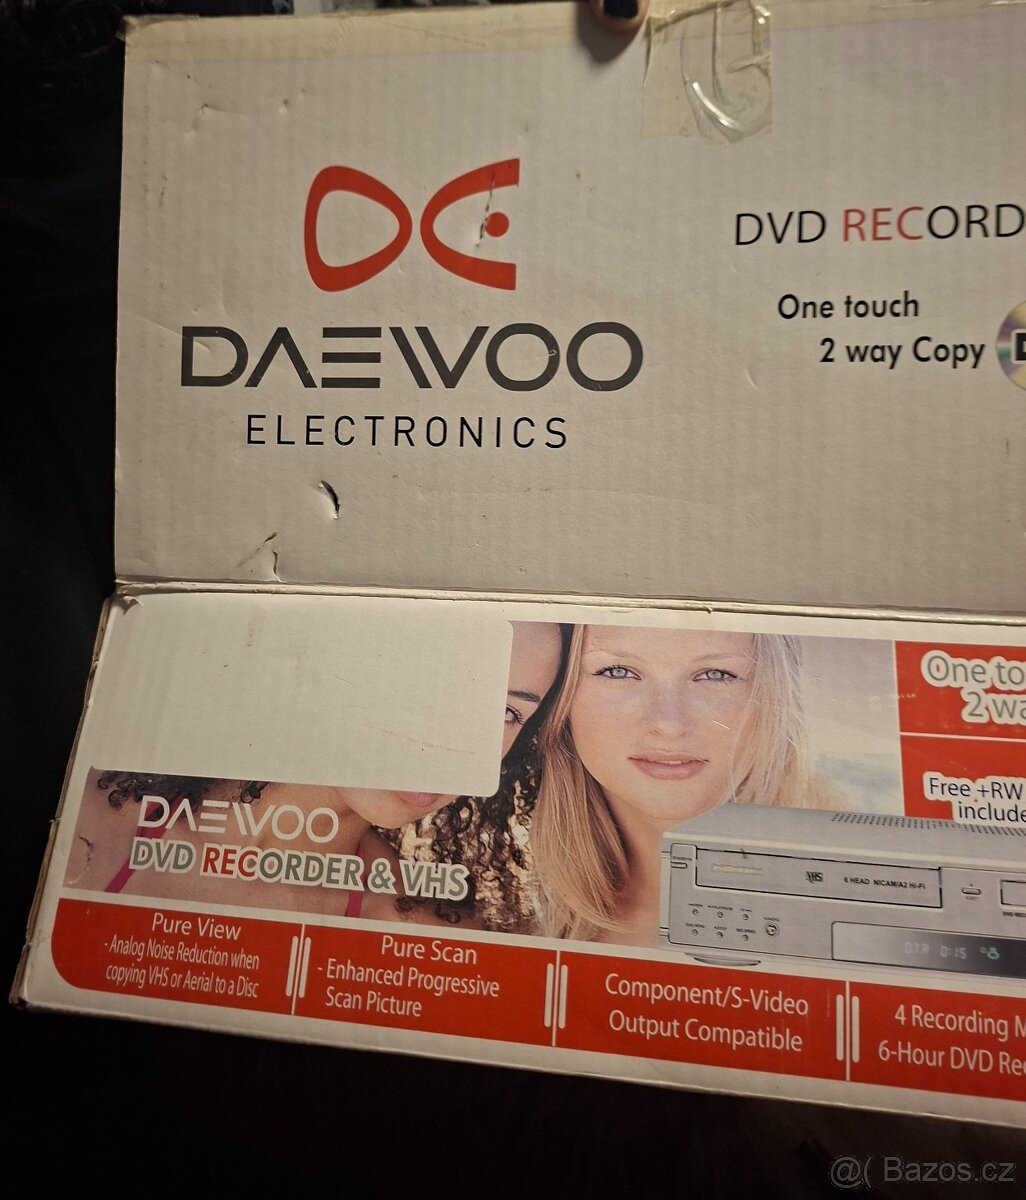 DAEWOO
ELECTRONICS
DVD RECORD
One touch
2 way Copy
One to
2 wa
Free +RW
include
DAEWOO
DVD RECORDER & VHS
VHS
6 HEAD NICAM/A2 Hi-Fi
EJECT
Pure View
- Analog Noise Reduction when
copying VHS or Aerial to a Disc
Pure Scan
- Enhanced Progressive
Scan Picture
Component/S-Video
Output Compatible
4 Recording M
6-Hour DVD Rec
@( Bazos.cz